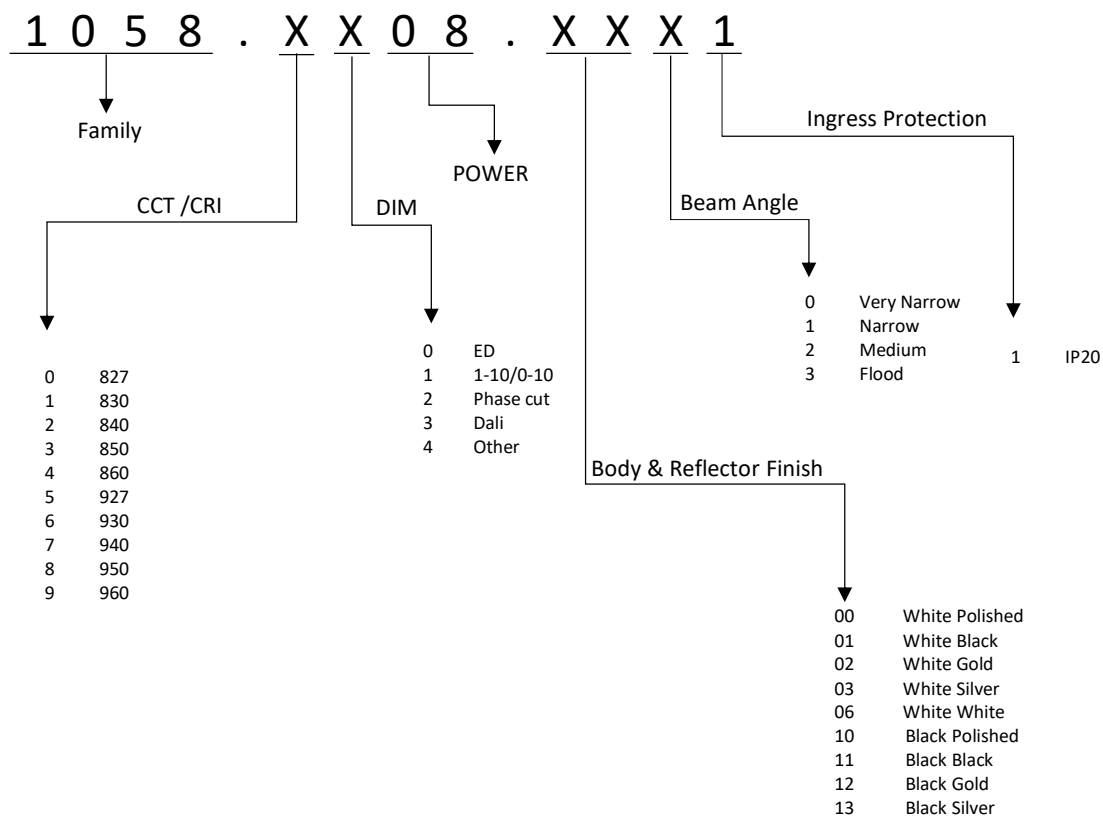 1 0 5 8 . X X 0 8 . X X X 1
Family
POWER
Ingress Protection
CCT /CRI
DIM
Beam Angle
0 827
1 830
2 840
3 850
4 860
5 927
6 930
7 940
8 950
9 960
0 ED
1 1-10/0-10
2 Phase cut
3 Dali
4 Other
0 Very Narrow
1 Narrow
2 Medium
3 Flood
1 IP20
Body & Reflector Finish
00 White Polished
01 White Black
02 White Gold
03 White Silver
06 White White
10 Black Polished
11 Black Black
12 Black Gold
13 Black Silver